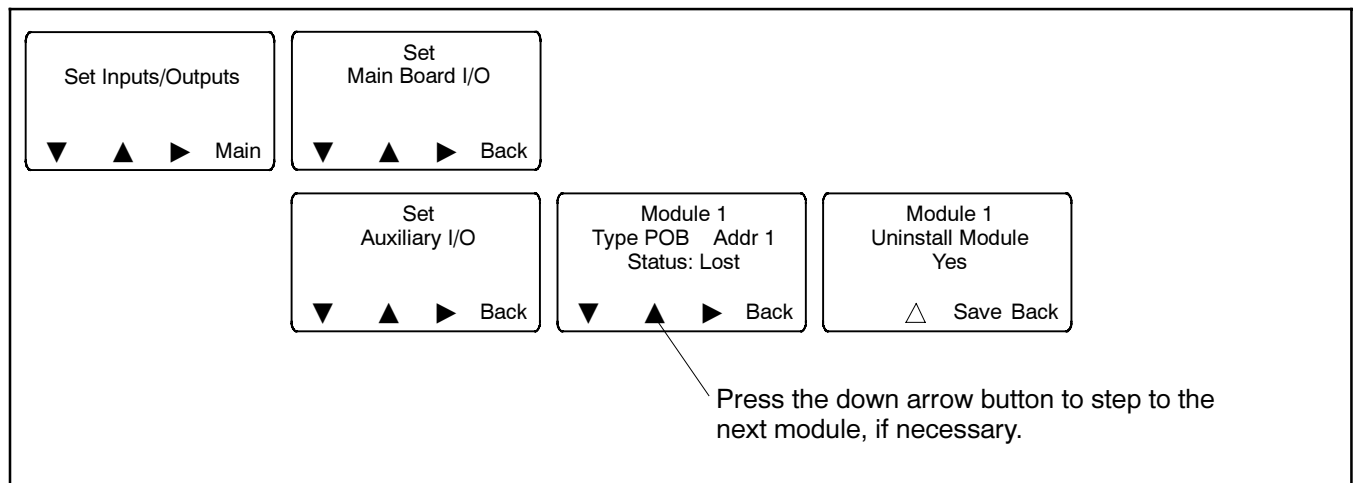 Set Inputs/Outputs
▼ ▲ ▶ Main
Set
Main Board I/O
▼ ▲ ▶ Back
Set
Auxiliary I/O
▼ ▲ ▶ Back
Module 1
Type POB Addr 1
Status: Lost
▼ ▲ ▶ Back
Module 1
Uninstall Module
Yes
△ Save Back
Press the down arrow button to step to the
next module, if necessary.